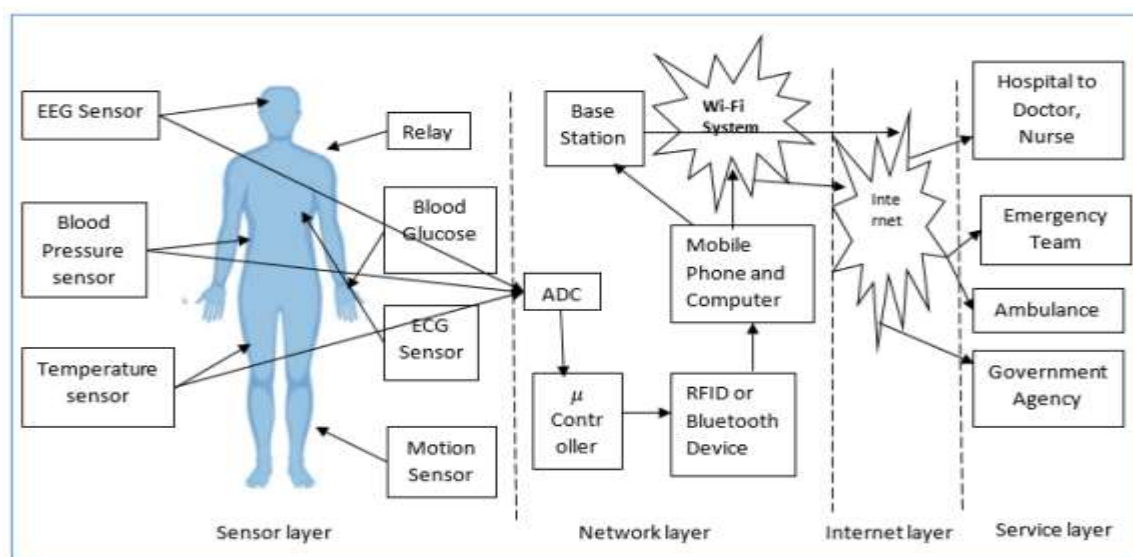 EEG Sensor
Blood
Pressure
sensor
Temperature
sensor
Relay
Blood
Glucose
ECG
Sensor
Motion
Sensor
Sensor layer
ADC
μ
Contr
oller
RFID or
Bluetooth
Device
Mobile
Phone and
Computer
Base
Station
Wi-Fi
System
Network layer
Inte
rnet
Internet layer
Hospital to
Doctor,
Nurse
Emergency
Team
Ambulance
Government
Agency
Service layer